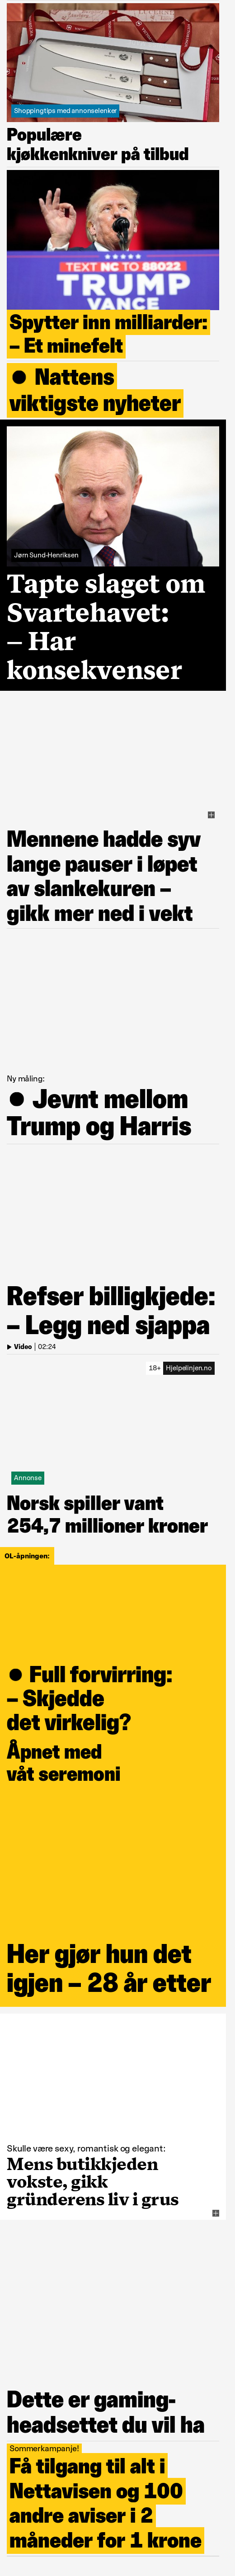 Shoppingtips med annonselenker
Populære
kjøkkenkniver på tilbud
TEXT NC TO 88022
TRUMP
VANCE
Spytter inn milliarder:
– Et minefelt
● Nattens
viktigste nyheter
Jørn Sund-Henriksen
Tapte slaget om
Svartehavet:
– Har
konsekvenser
Mennene hadde syv
lange pauser i løpet
av slankekuren –
gikk mer ned i vekt
Ny måling:
● Jevnt mellom
Trump og Harris
Refser billigkjede:
– Legg ned sjappa
Video | 02:24
18+ Hjelpelinjen.no
Annonse
Norsk spiller vant
254,7 millioner kroner
OL-åpningen:
● Full forvirring:
– Skjedde
det virkelig?
Åpnet med
våt seremoni
Her gjør hun det
igjen – 28 år etter
Skulle være sexy, romantisk og elegant:
Mens butikkjeden
vokste, gikk
gründerens liv i grus
Dette er gaming-
headsettet du vil ha
Sommerkampanje!
Få tilgang til alt i
Nettavisen og 100
andre aviser i 2
måneder for 1 krone